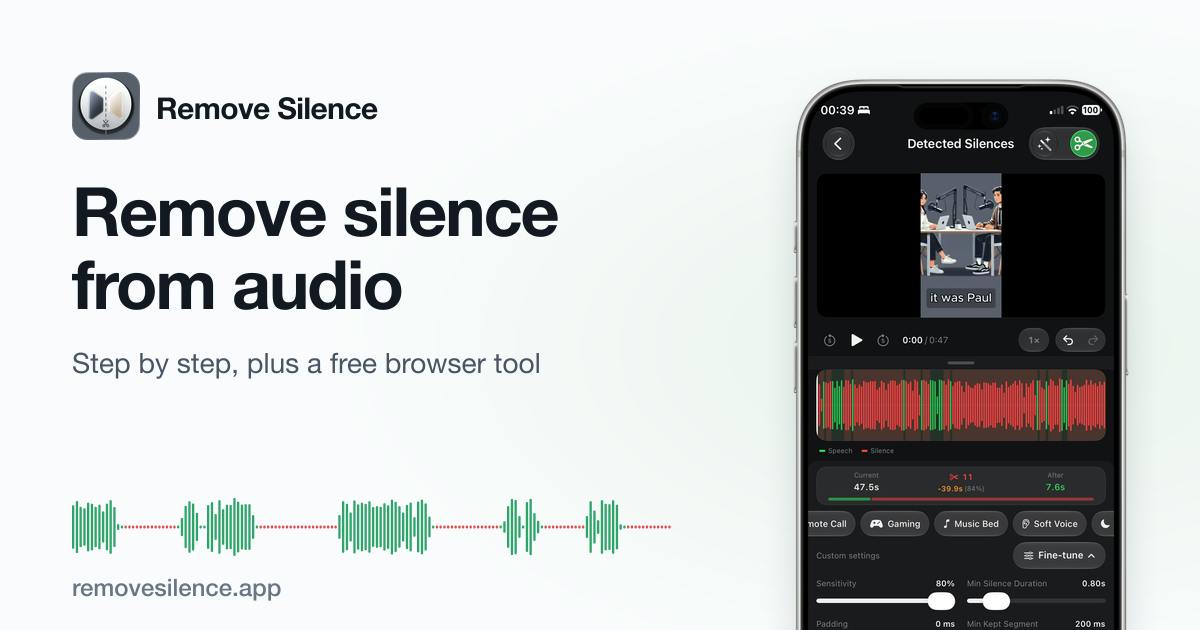 Remove Silence
Remove silence
from audio
Step by step, plus a free browser tool
removesilence.app
00:39
100
Detected Silences
it was Paul
0:00 / 0:47
1×
Speech
Silence
Current
11
After
47.5s
-39.9s (84%)
7.6s
mote Call
Gaming
Music Bed
Soft Voice
Custom settings
Fine-tune
Sensitivity
80%
Min Silence Duration
0.80s
Padding
0 ms
Min Kept Segment
200 ms